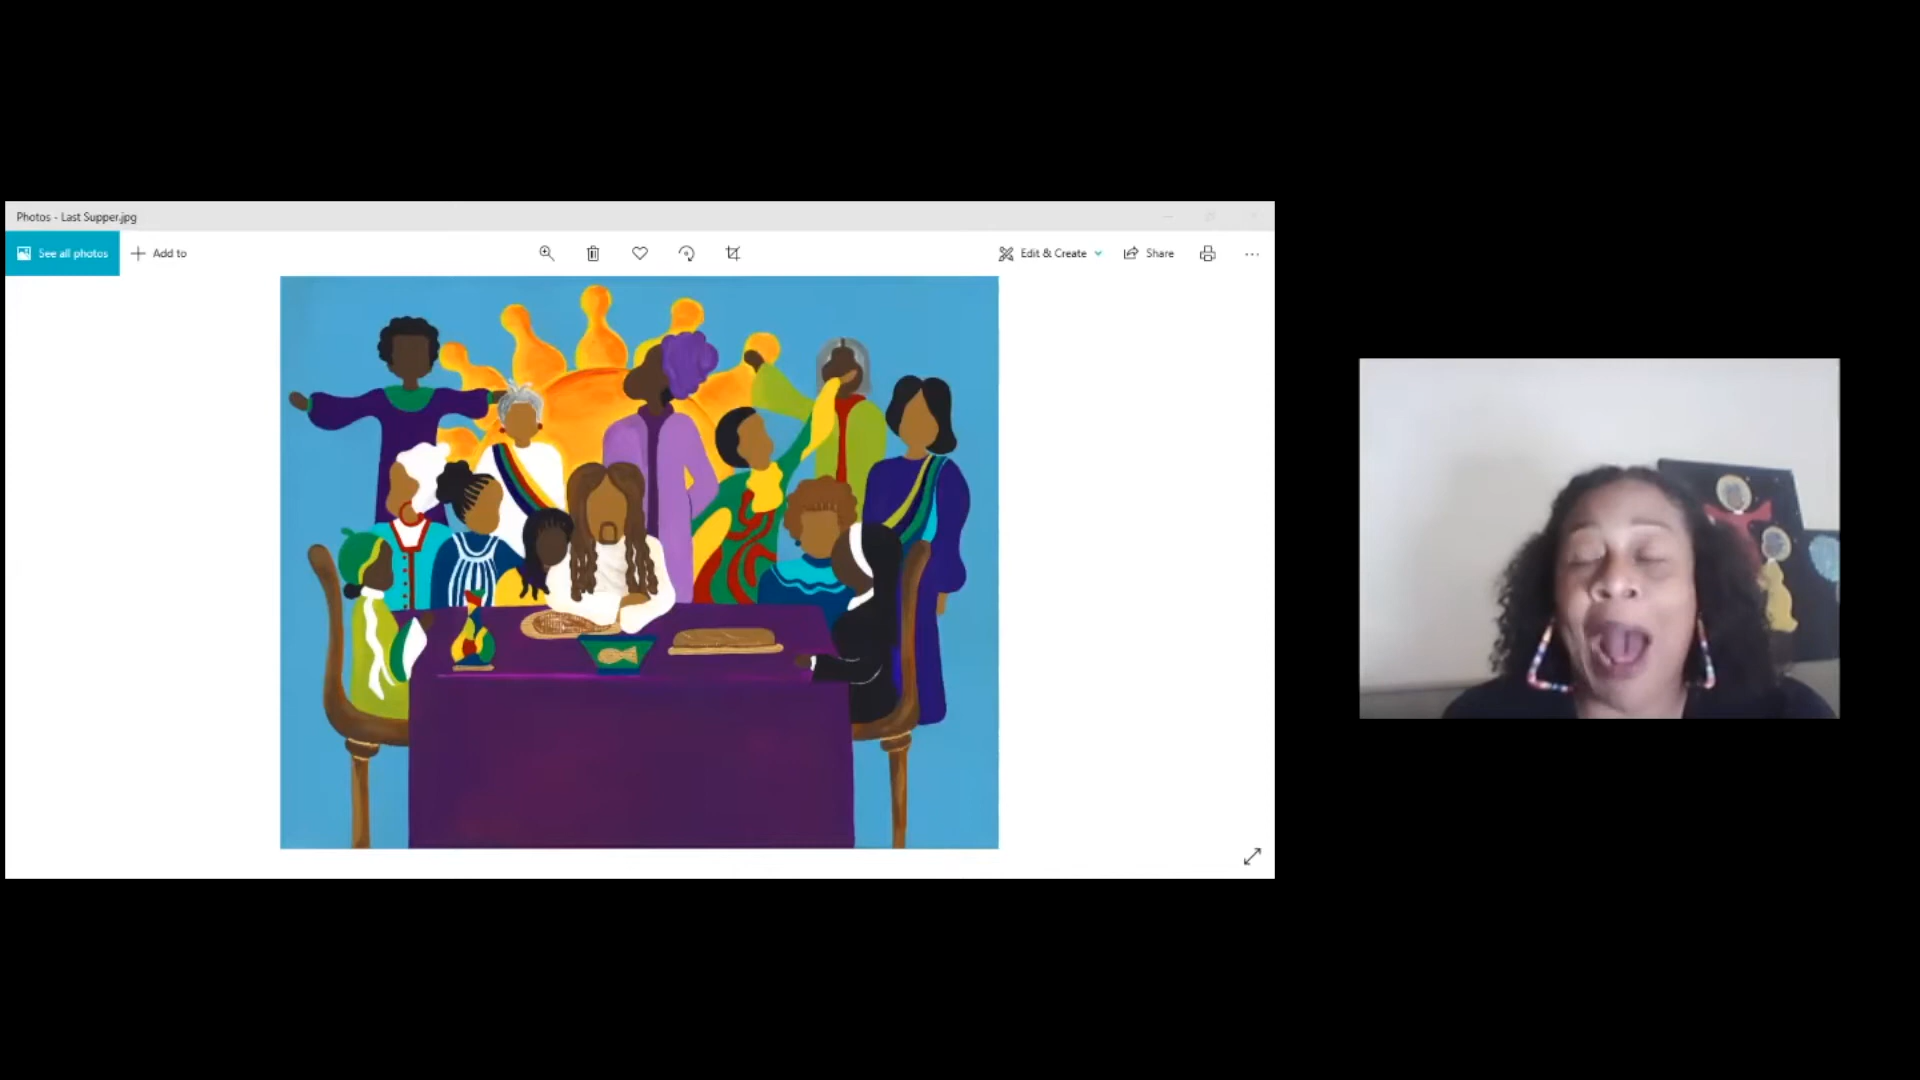 Photos - Last Supper.jpg
See all photos
Add to
Edit & Create
Share